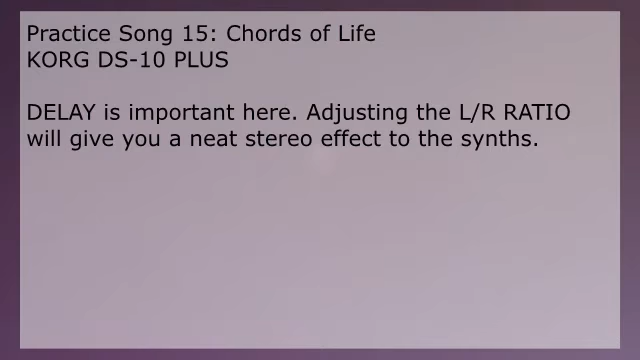 Practice Song 15: Chords of Life
KORG DS-10 PLUS
DELAY is important here. Adjusting the L/R RATIO
will give you a neat stereo effect to the synths.